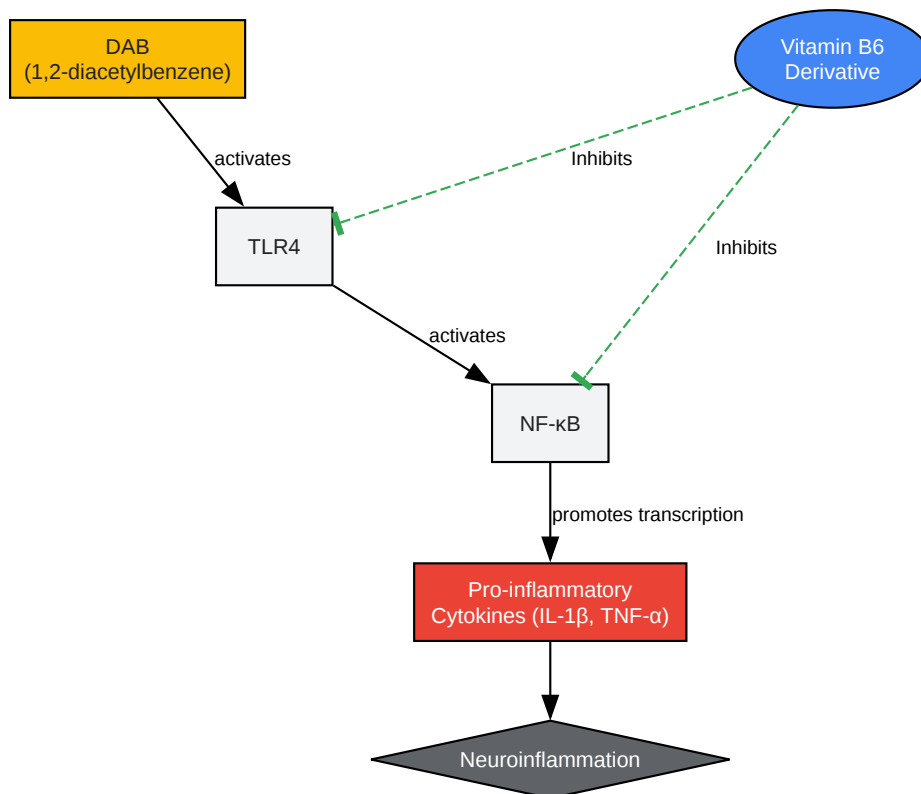 DAB
(1,2-diacetylbenzene)
Vitamin B6
Derivative
activates
Inhibits
TLR4
Inhibits
activates
NF-κB
promotes transcription
Pro-inflammatory
Cytokines (IL-1β, TNF-α)
Neuroinflammation